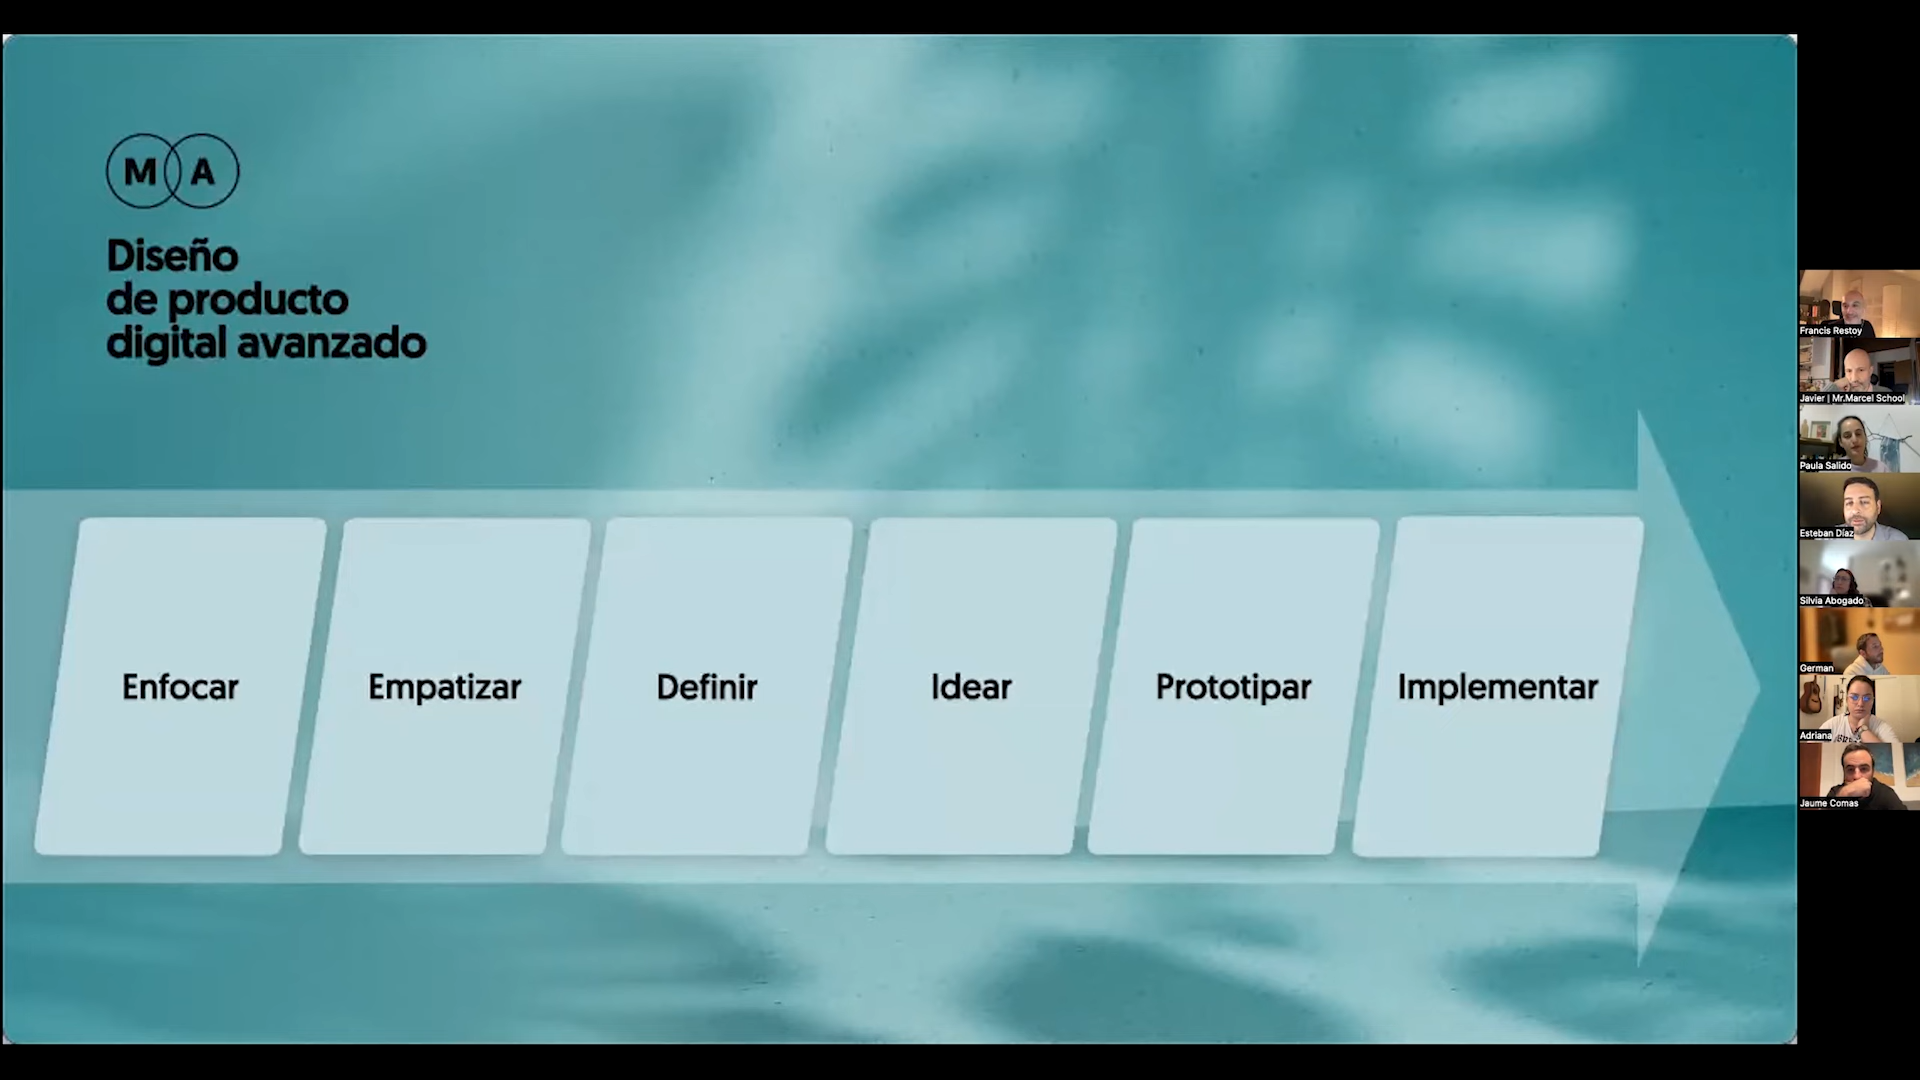 M A
Diseño
de producto
digital avanzado
Enfocar
Empatizar
Definir
Idear
Prototipar
Implementar
Francis Restoy
Javier | Mr.Marcel School
Paula Salido
Esteban Díaz
Silvia Abogado
German
Adriana
Jaume Comas